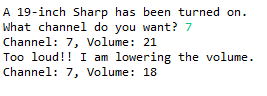 A 19-inch Sharp has been turned on.
What channel do you want? 7
Channel: 7, Volume: 21
Too loud!! I am lowering the volume.
Channel: 7, Volume: 18